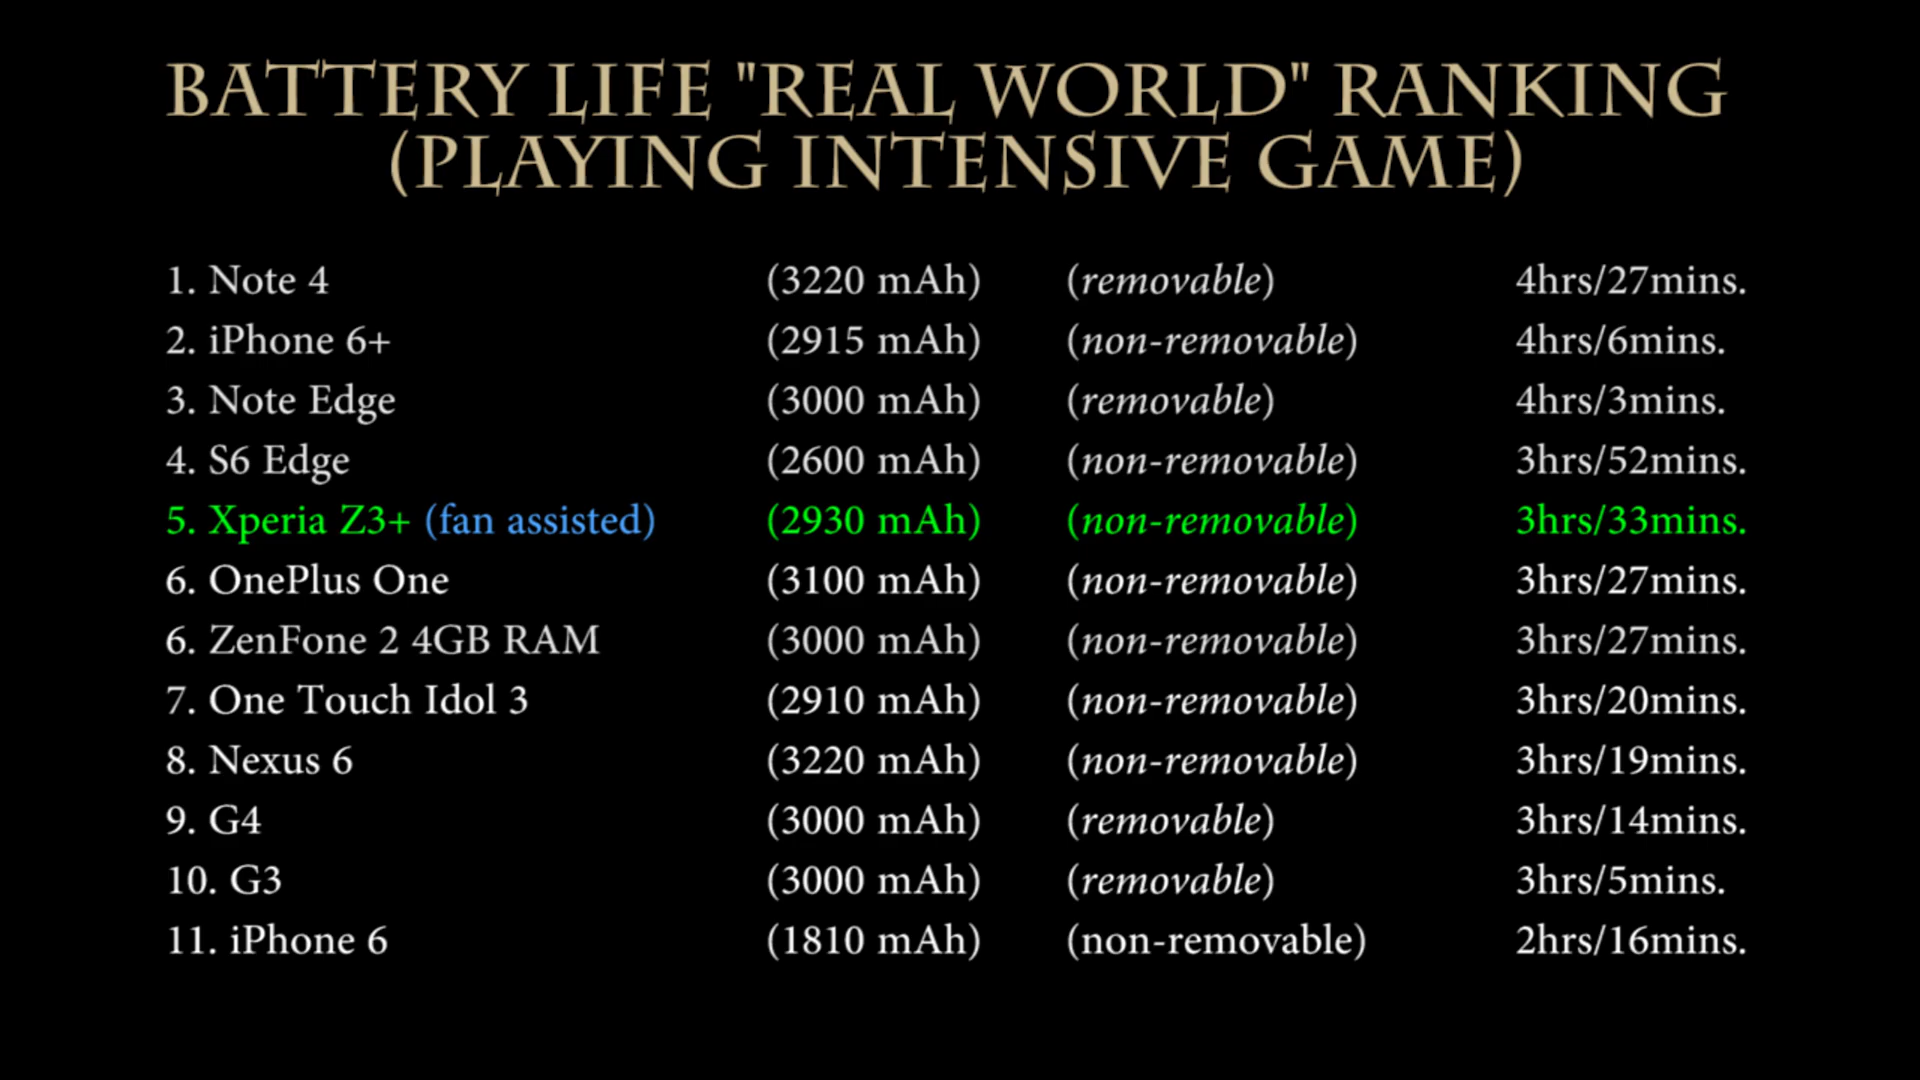 BATTERY LIFE "REAL WORLD" RANKING
(PLAYING INTENSIVE GAME)
1. Note 4 (3220 mAh) (removable) 4hrs/27mins.
2. iPhone 6+ (2915 mAh) (non-removable) 4hrs/6mins.
3. Note Edge (3000 mAh) (removable) 4hrs/3mins.
4. S6 Edge (2600 mAh) (non-removable) 3hrs/52mins.
5. Xperia Z3+ (fan assisted) (2930 mAh) (non-removable) 3hrs/33mins.
6. OnePlus One (3100 mAh) (non-removable) 3hrs/27mins.
6. ZenFone 2 4GB RAM (3000 mAh) (non-removable) 3hrs/27mins.
7. One Touch Idol 3 (2910 mAh) (non-removable) 3hrs/20mins.
8. Nexus 6 (3220 mAh) (non-removable) 3hrs/19mins.
9. G4 (3000 mAh) (removable) 3hrs/14mins.
10. G3 (3000 mAh) (removable) 3hrs/5mins.
11. iPhone 6 (1810 mAh) (non-removable) 2hrs/16mins.